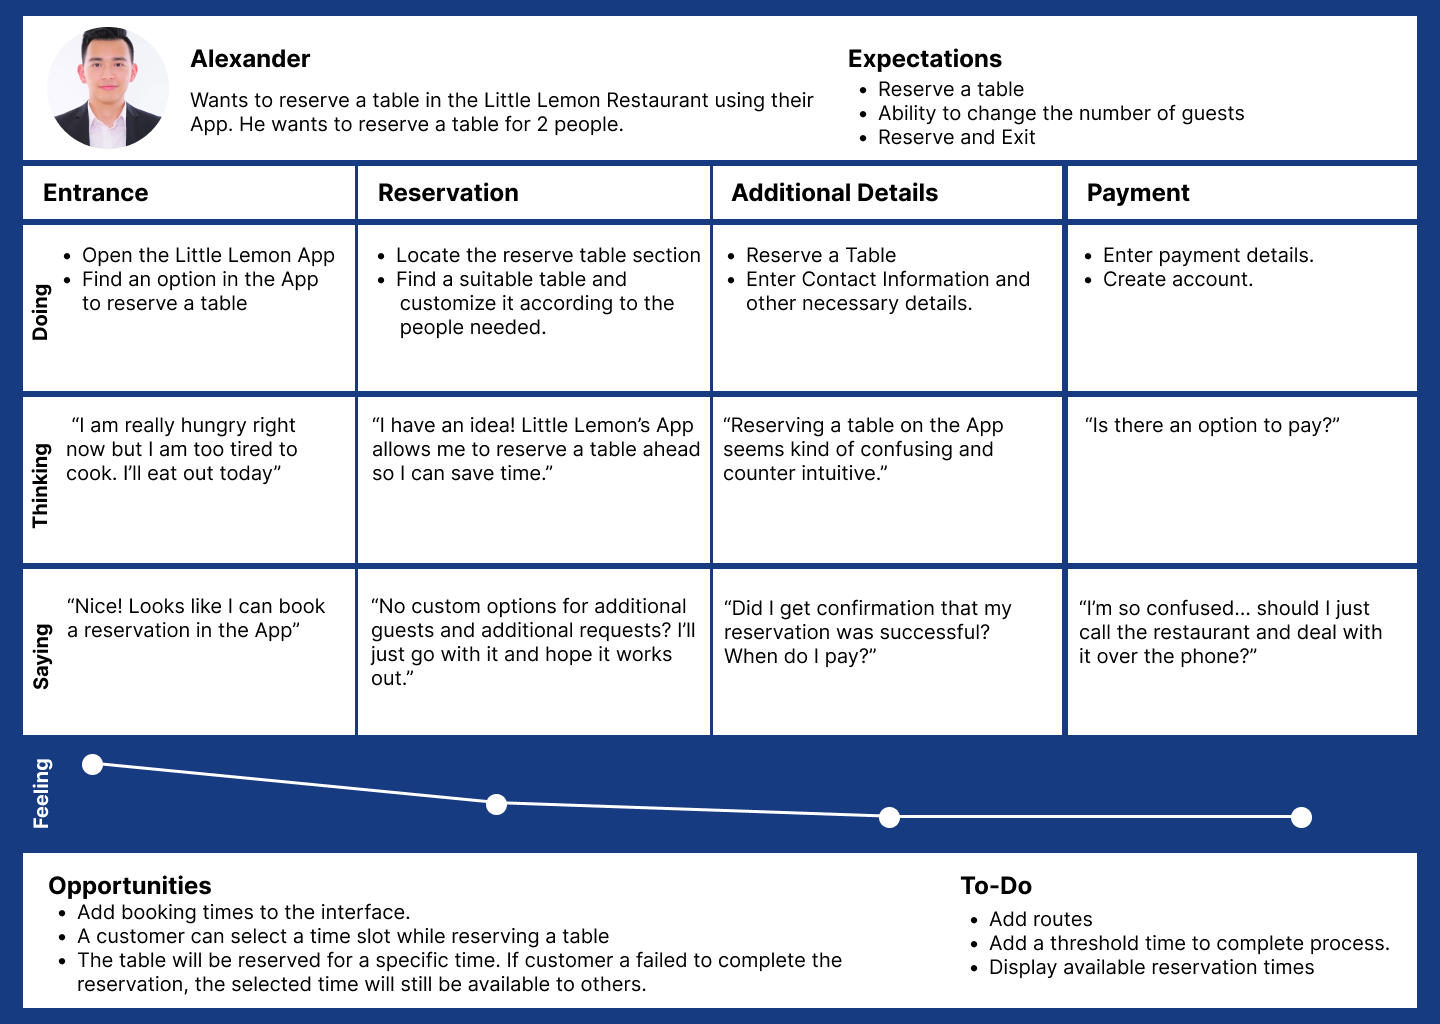 Alexander
Wants to reserve a table in the Little Lemon Restaurant using their
App. He wants to reserve a table for 2 people.
Expectations
• Reserve a table
• Ability to change the number of guests
• Reserve and Exit
Entrance
Reservation
Additional Details
Payment
Doing
• Open the Little Lemon App
• Find an option in the App
to reserve a table
• Locate the reserve table section
• Find a suitable table and
customize it according to the
people needed.
• Reserve a Table
• Enter Contact Information and
other necessary details.
• Enter payment details.
• Create account.
Thinking
“I am really hungry right
now but I am too tired to
cook. I’ll eat out today”
“I have an idea! Little Lemon’s App
allows me to reserve a table ahead
so I can save time.”
“Reserving a table on the App
seems kind of confusing and
counter intuitive.”
“Is there an option to pay?”
Saying
“Nice! Looks like I can book
a reservation in the App”
“No custom options for additional
guests and additional requests? I’ll
just go with it and hope it works
out.”
“Did I get confirmation that my
reservation was successful?
When do I pay?”
“I’m so confused... should I just
call the restaurant and deal with
it over the phone?”
Feeling
Opportunities
• Add booking times to the interface.
• A customer can select a time slot while reserving a table
• The table will be reserved for a specific time. If customer a failed to complete the
reservation, the selected time will still be available to others.
To-Do
• Add routes
• Add a threshold time to complete process.
• Display available reservation times